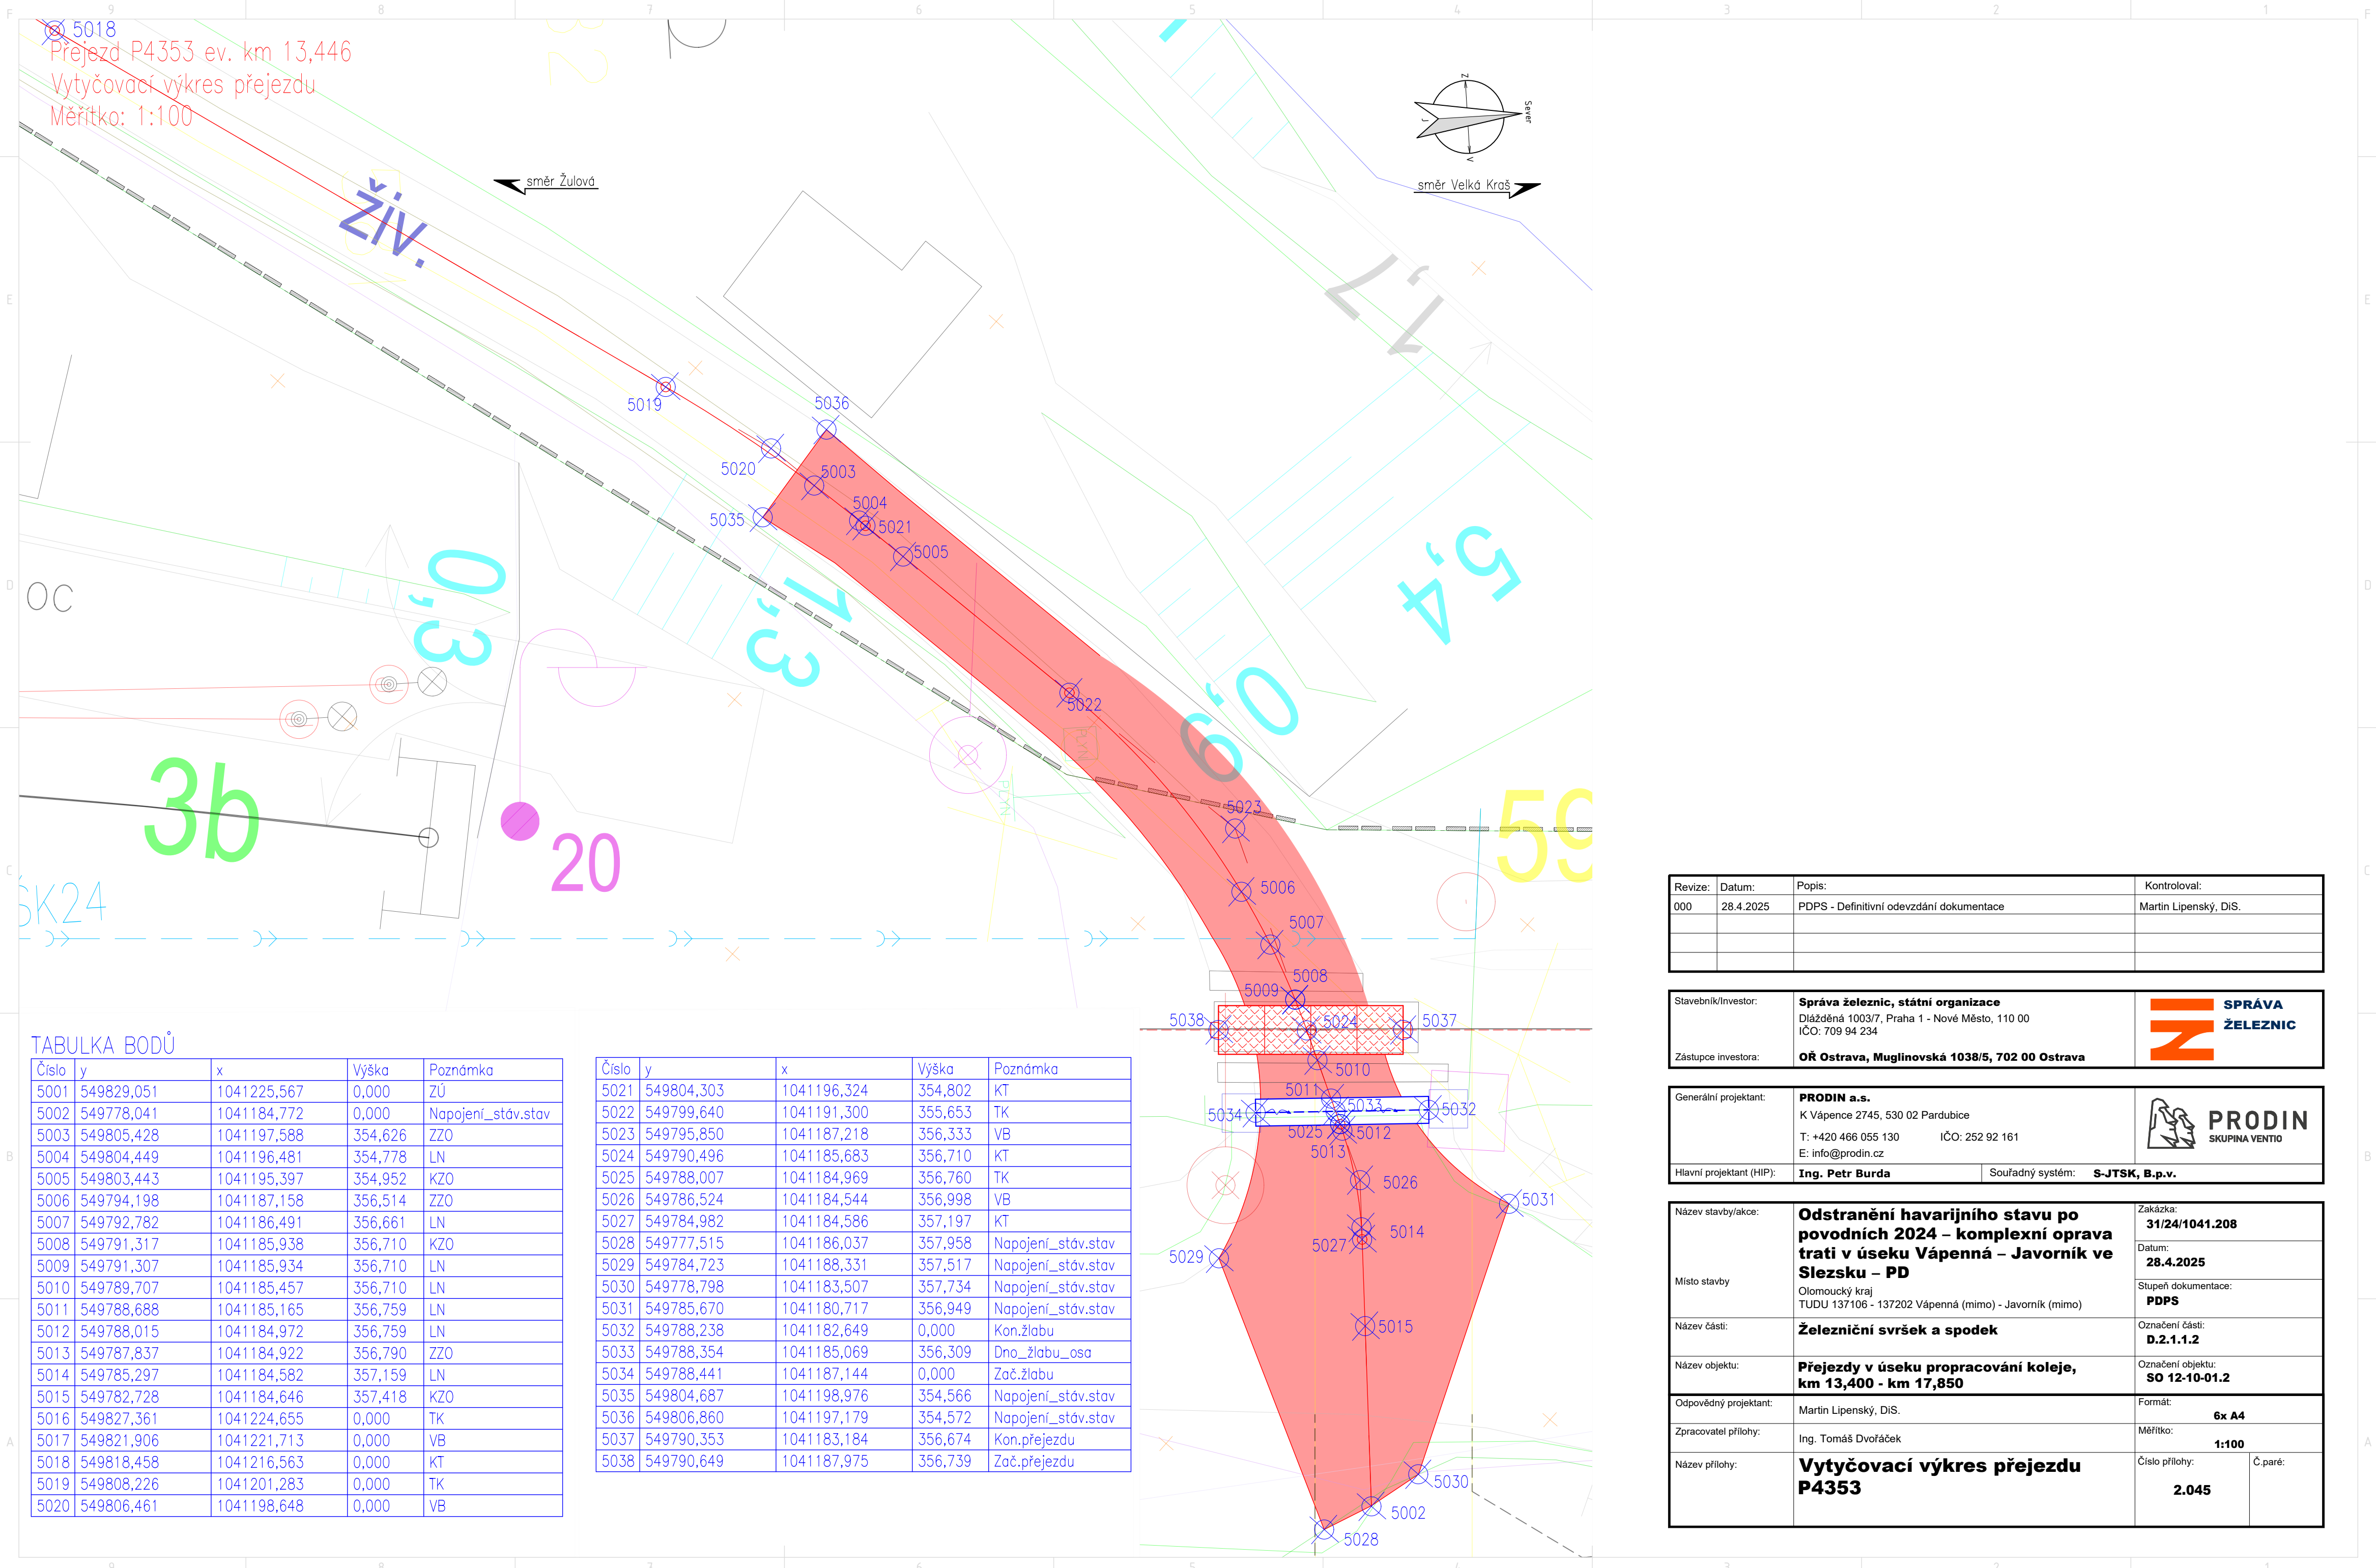 Přejezd P4353 ev. km 13,446
Vytyčovací výkres přejezdu
Měřítko: 1:100
směr Žulová
směr Velká Kraš
Sever
Z
J
V
živ.
1,7
5,4
0,3
1,3
0,9
59
OC
3b
20
SK24
PLYN
PLYN
5018
5019
5036
5020
5003
5004
5035
5021
5005
5022
5023
5006
5007
5008
5009
5038
5024
5037
5010
5011
5033
5034
5032
5025
5012
5013
5026
5031
5014
5027
5029
5015
5030
5002
5028
TABULKA BODŮ
Číslo y x Výška Poznámka
5001 549829,051 1041225,567 0,000 ZÚ
5002 549778,041 1041184,772 0,000 Napojení_stáv.stav
5003 549805,428 1041197,588 354,626 ZZO
5004 549804,449 1041196,481 354,778 LN
5005 549803,443 1041195,397 354,952 KZO
5006 549794,198 1041187,158 356,514 ZZO
5007 549792,782 1041186,491 356,661 LN
5008 549791,317 1041185,938 356,710 KZO
5009 549791,307 1041185,934 356,710 LN
5010 549789,707 1041185,457 356,710 LN
5011 549788,688 1041185,165 356,759 LN
5012 549788,015 1041184,972 356,759 LN
5013 549787,837 1041184,922 356,790 ZZO
5014 549785,297 1041184,582 357,159 LN
5015 549782,728 1041184,646 357,418 KZO
5016 549827,361 1041224,655 0,000 TK
5017 549821,906 1041221,713 0,000 VB
5018 549818,458 1041216,563 0,000 KT
5019 549808,226 1041201,283 0,000 TK
5020 549806,461 1041198,648 0,000 VB
Číslo y x Výška Poznámka
5021 549804,303 1041196,324 354,802 KT
5022 549799,640 1041191,300 355,653 TK
5023 549795,850 1041187,218 356,333 VB
5024 549790,496 1041185,683 356,710 KT
5025 549788,007 1041184,969 356,760 TK
5026 549786,524 1041184,544 356,998 VB
5027 549784,982 1041184,586 357,197 KT
5028 549777,515 1041186,037 357,958 Napojení_stáv.stav
5029 549784,723 1041188,331 357,517 Napojení_stáv.stav
5030 549778,798 1041183,507 357,734 Napojení_stáv.stav
5031 549785,670 1041180,717 356,949 Napojení_stáv.stav
5032 549788,238 1041182,649 0,000 Kon.žlabu
5033 549788,354 1041185,069 356,309 Dno_žlabu_osa
5034 549788,441 1041187,144 0,000 Zač.žlabu
5035 549804,687 1041198,976 354,566 Napojení_stáv.stav
5036 549806,860 1041197,179 354,572 Napojení_stáv.stav
5037 549790,353 1041183,184 356,674 Kon.přejezdu
5038 549790,649 1041187,975 356,739 Zač.přejezdu
Revize: Datum: Popis: Kontroloval:
000 28.4.2025 PDPS - Definitivní odevzdání dokumentace Martin Lipenský, DiS.
Stavebník/Investor: Správa železnic, státní organizace
Dlážděná 1003/7, Praha 1 - Nové Město, 110 00
IČO: 709 94 234
Zástupce investora: OŘ Ostrava, Muglinovská 1038/5, 702 00 Ostrava
SPRÁVA
ŽELEZNIC
Generální projektant: PRODIN a.s.
K Vápence 2745, 530 02 Pardubice
T: +420 466 055 130 IČO: 252 92 161
E: info@prodin.cz
PRODIN
SKUPINA VENTIO
Hlavní projektant (HIP): Ing. Petr Burda Souřadný systém: S-JTSK, B.p.v.
Název stavby/akce: Odstranění havarijního stavu po
povodních 2024 – komplexní oprava
trati v úseku Vápenná – Javorník ve
Slezsku – PD
Místo stavby
Olomoucký kraj
TUDU 137106 - 137202 Vápenná (mimo) - Javorník (mimo)
Zakázka:
31/24/1041.208
Datum:
28.4.2025
Stupeň dokumentace:
PDPS
Název části: Železniční svršek a spodek
Označení části:
D.2.1.1.2
Název objektu: Přejezdy v úseku propracování koleje,
km 13,400 - km 17,850
Označení objektu:
SO 12-10-01.2
Odpovědný projektant: Martin Lipenský, DiS.
Formát:
6x A4
Zpracovatel přílohy: Ing. Tomáš Dvořáček
Měřítko:
1:100
Název přílohy: Vytyčovací výkres přejezdu
P4353
Číslo přílohy:
2.045
Č.paré: